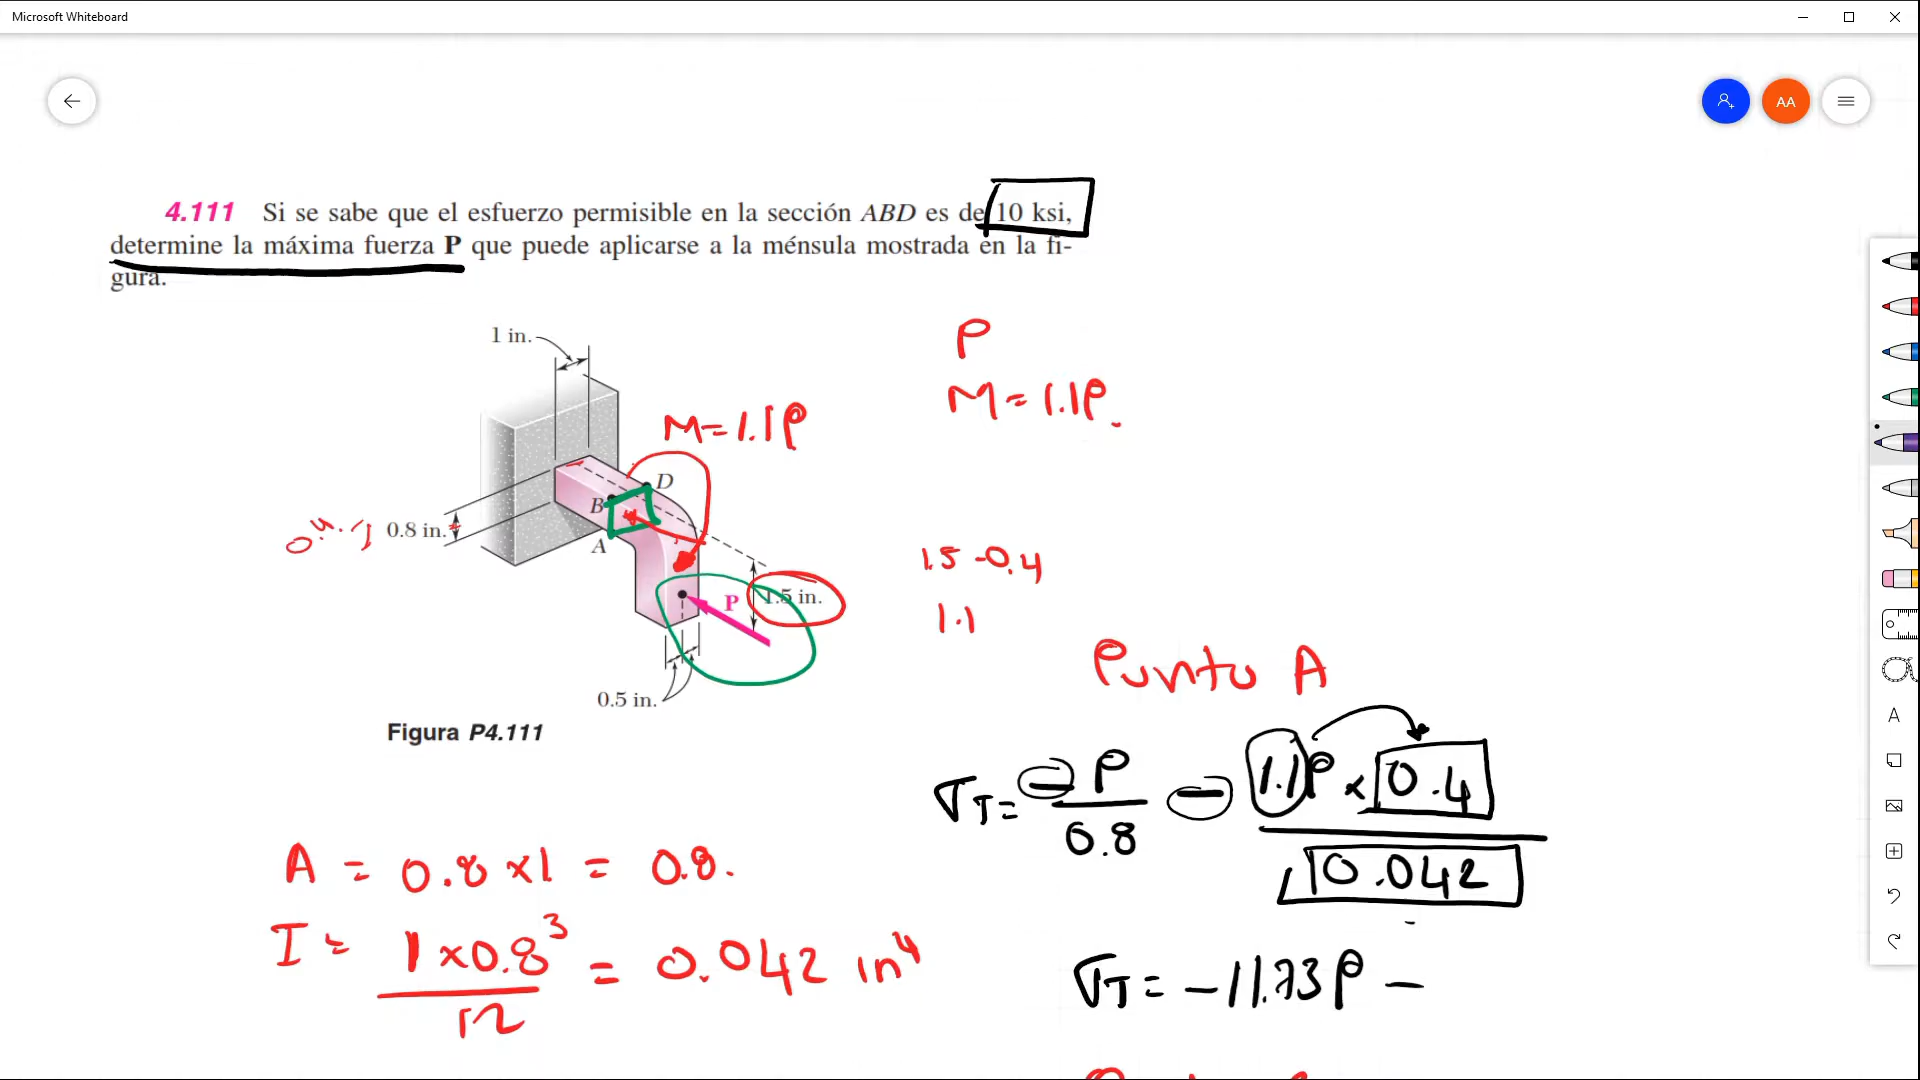 Microsoft Whiteboard
AA
4.111 Si se sabe que el esfuerzo permisible en la sección ABD es de 10 ksi,
determine la máxima fuerza P que puede aplicarse a la ménsula mostrada en la fi-
gura.
1 in.
P
M = 1.1P.
M = 1.1P
D
B
0.4
0.8 in.
A
1.5 - 0.4
P
1.5 in.
1.1
Punto A
0.5 in.
Figura P4.111
σT = - P/0.8 - 1.1P × 0.4 / 0.042
A = 0.8 × 1 = 0.8.
I = 1×0.8³/12 = 0.042 in⁴
σT = -11.73P -
A